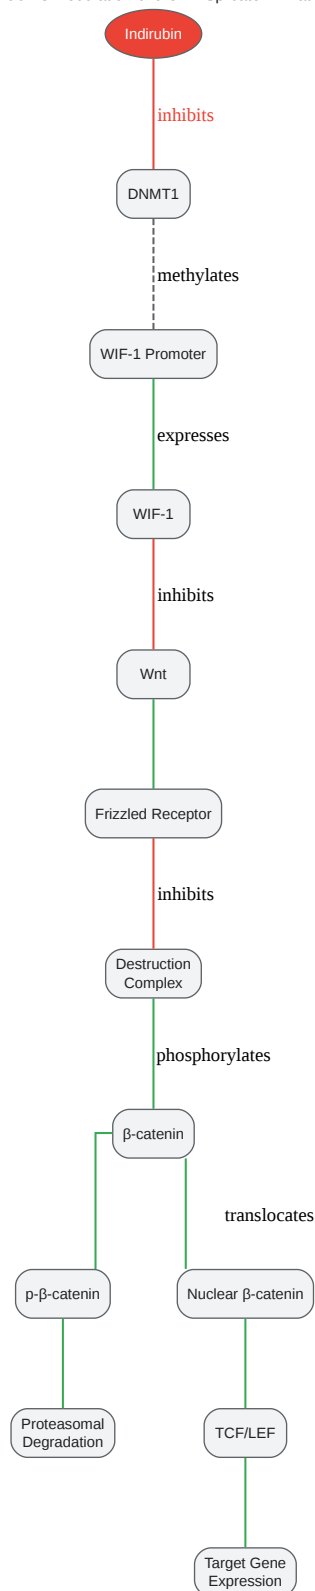 Indirubin
inhibits
DNMT1
methylates
WIF-1 Promoter
expresses
WIF-1
inhibits
Wnt
Frizzled Receptor
inhibits
Destruction
Complex
phosphorylates
β-catenin
translocates
p-β-catenin
Nuclear β-catenin
Proteasomal
Degradation
TCF/LEF
Target Gene
Expression